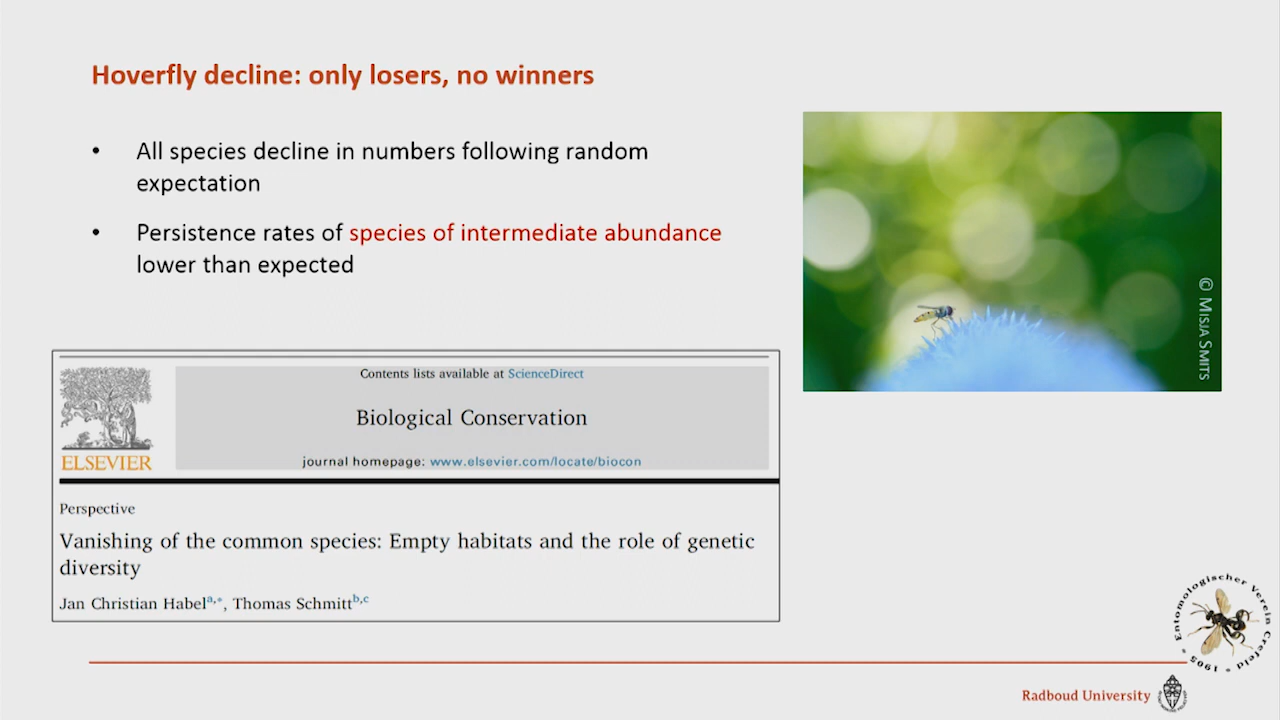 Hoverfly decline: only losers, no winners
• All species decline in numbers following random
expectation
• Persistence rates of species of intermediate abundance
lower than expected
© Misja Smits
Contents lists available at ScienceDirect
Biological Conservation
journal homepage: www.elsevier.com/locate/biocon
ELSEVIER
Perspective
Vanishing of the common species: Empty habitats and the role of genetic
diversity
Jan Christian Habel a,*, Thomas Schmitt b,c
Entomologischer Verein Crefeld * 1905 *
Radboud University